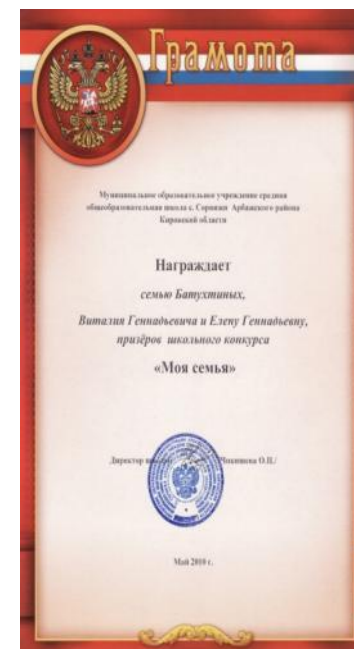 Грамота
Муниципальное образовательное учреждение средняя
общеобразовательная школа с. Сорвижи Арбажского района
Кировской области
Награждает
семью Батухтиных,
Виталия Геннадьевича и Елену Геннадьевну,
призёров школьного конкурса
«Моя семья»
Директор
О.П./
Май 2010 г.